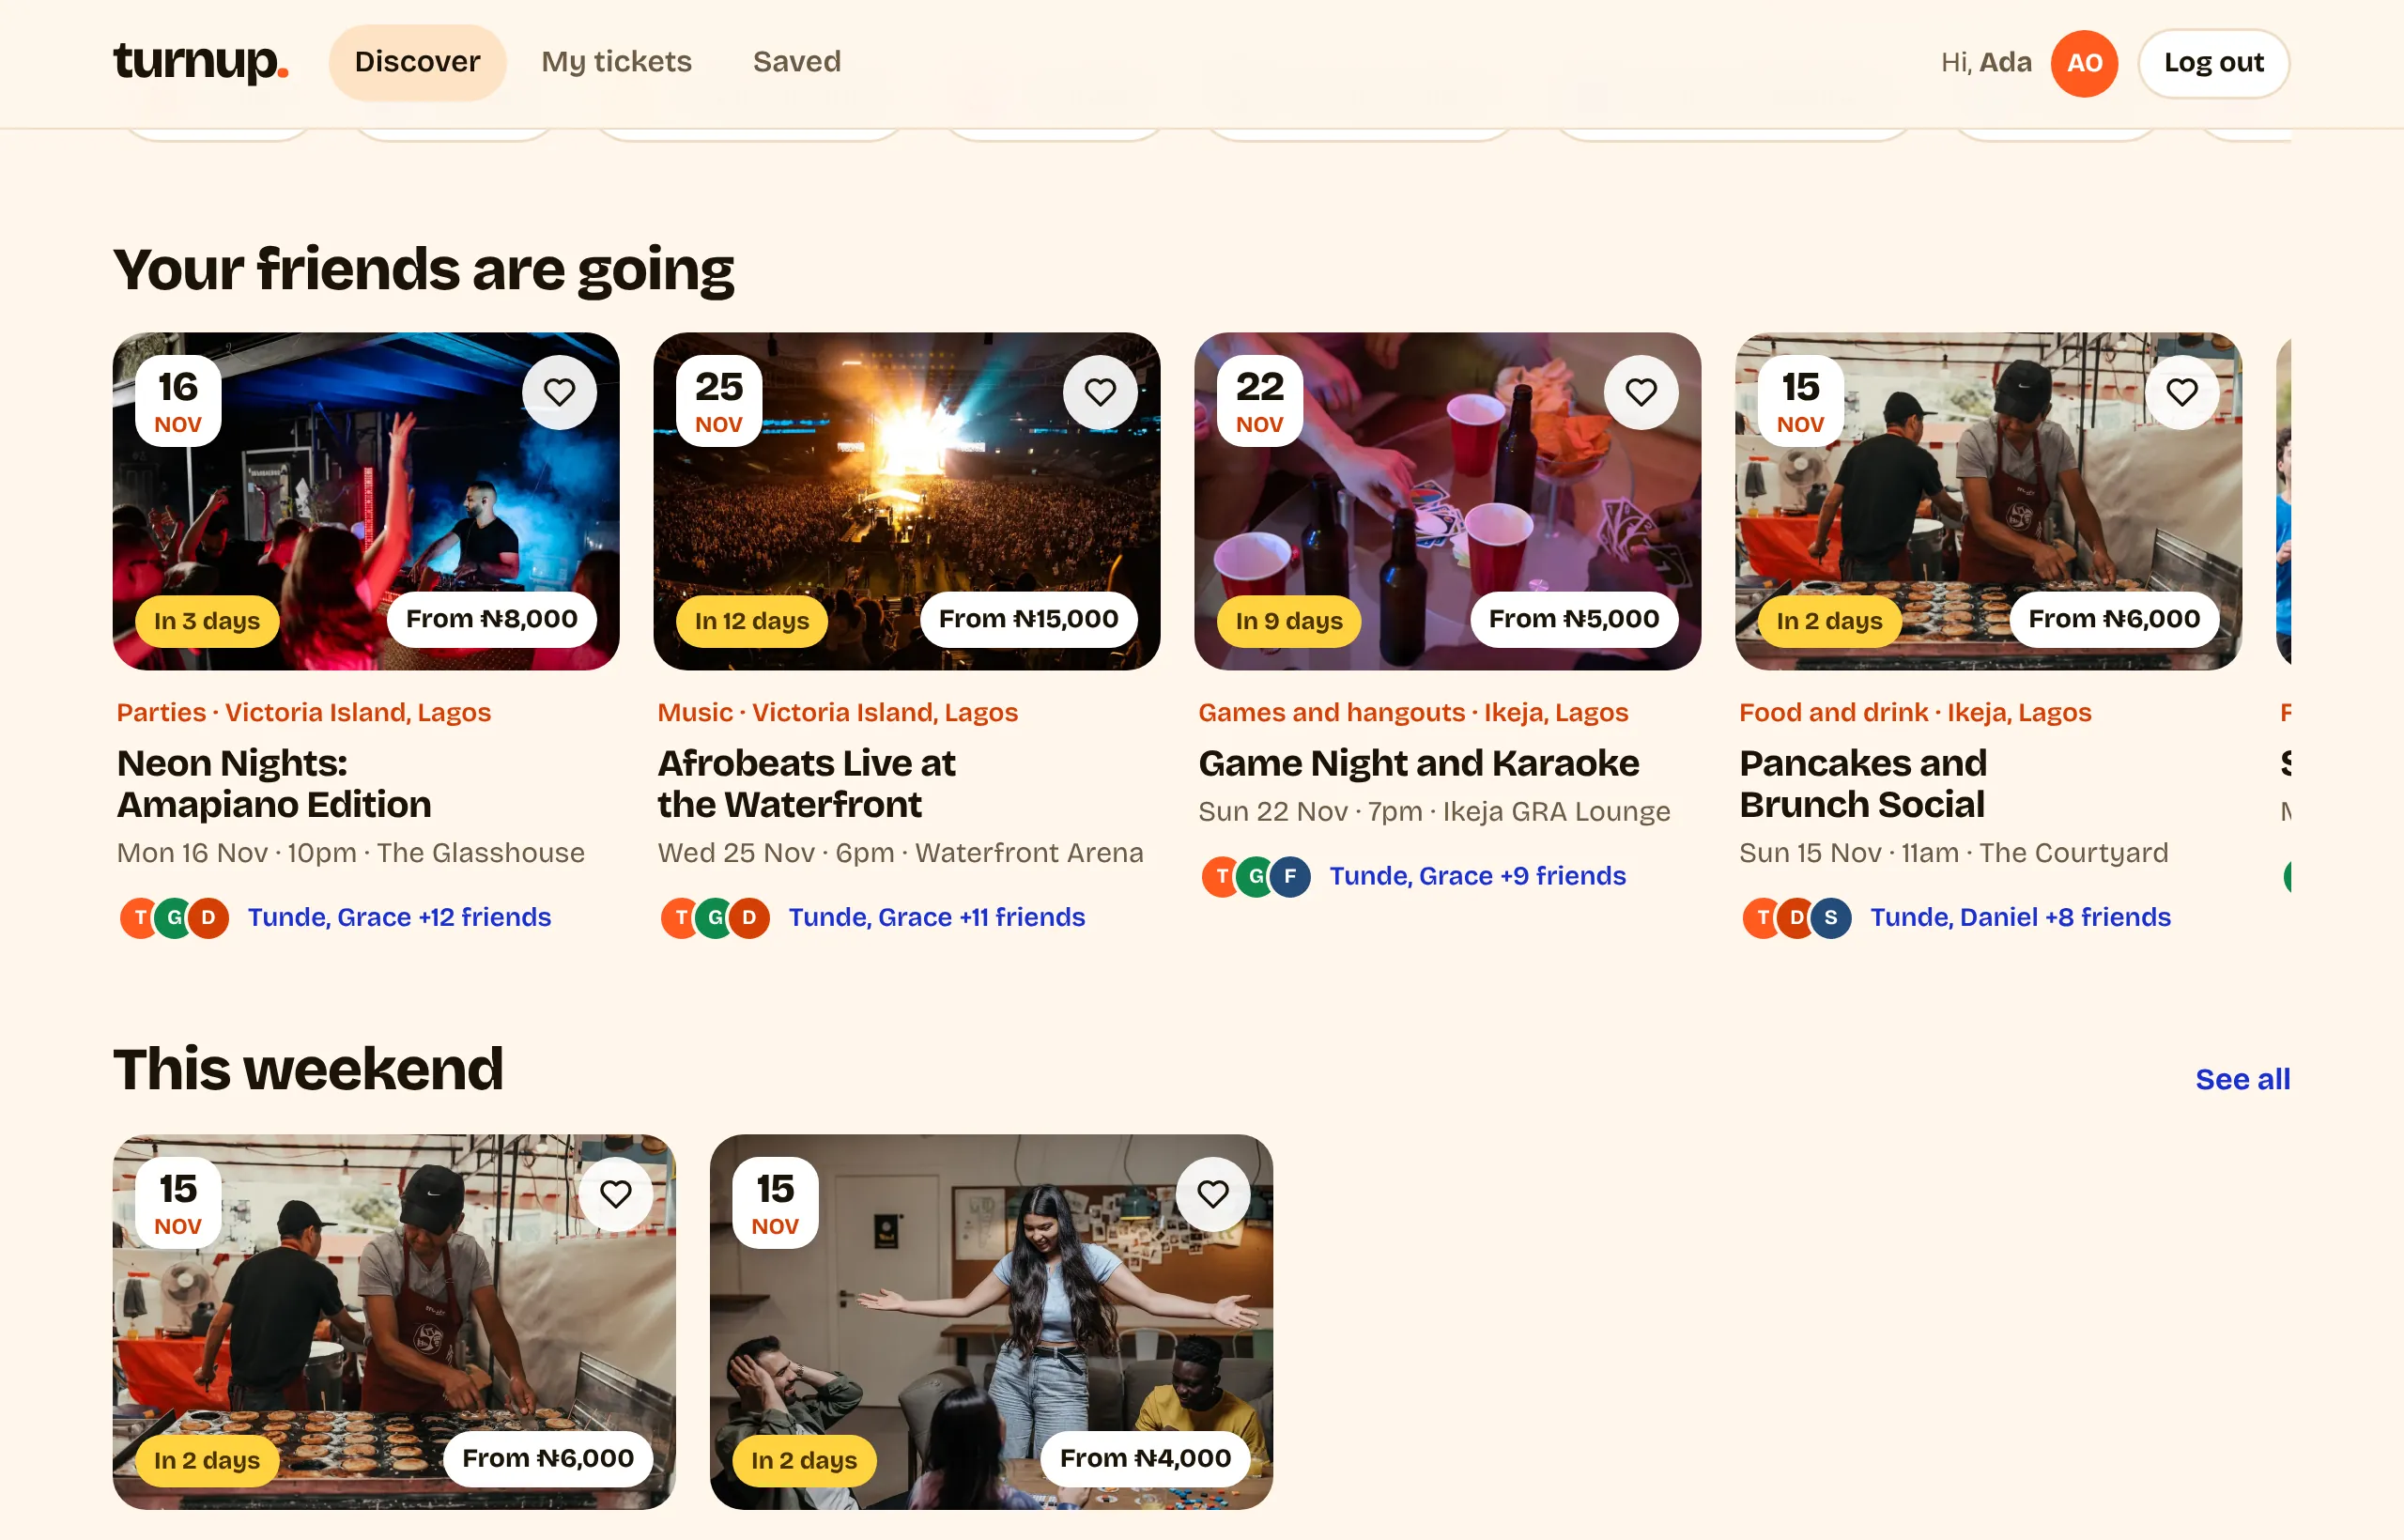 turnup.
Discover
My tickets
Saved
Hi, Ada
AO
Log out
Your friends are going
16
NOV
In 3 days
From ₦8,000
Parties · Victoria Island, Lagos
Neon Nights:
Amapiano Edition
Mon 16 Nov · 10pm · The Glasshouse
T
G
D
Tunde, Grace +12 friends
25
NOV
In 12 days
From ₦15,000
Music · Victoria Island, Lagos
Afrobeats Live at
the Waterfront
Wed 25 Nov · 6pm · Waterfront Arena
T
G
D
Tunde, Grace +11 friends
22
NOV
In 9 days
From ₦5,000
Games and hangouts · Ikeja, Lagos
Game Night and Karaoke
Sun 22 Nov · 7pm · Ikeja GRA Lounge
T
G
F
Tunde, Grace +9 friends
15
NOV
In 2 days
From ₦6,000
Food and drink · Ikeja, Lagos
Pancakes and
Brunch Social
Sun 15 Nov · 11am · The Courtyard
T
D
S
Tunde, Daniel +8 friends
This weekend
See all
15
NOV
In 2 days
From ₦6,000
15
NOV
In 2 days
From ₦4,000